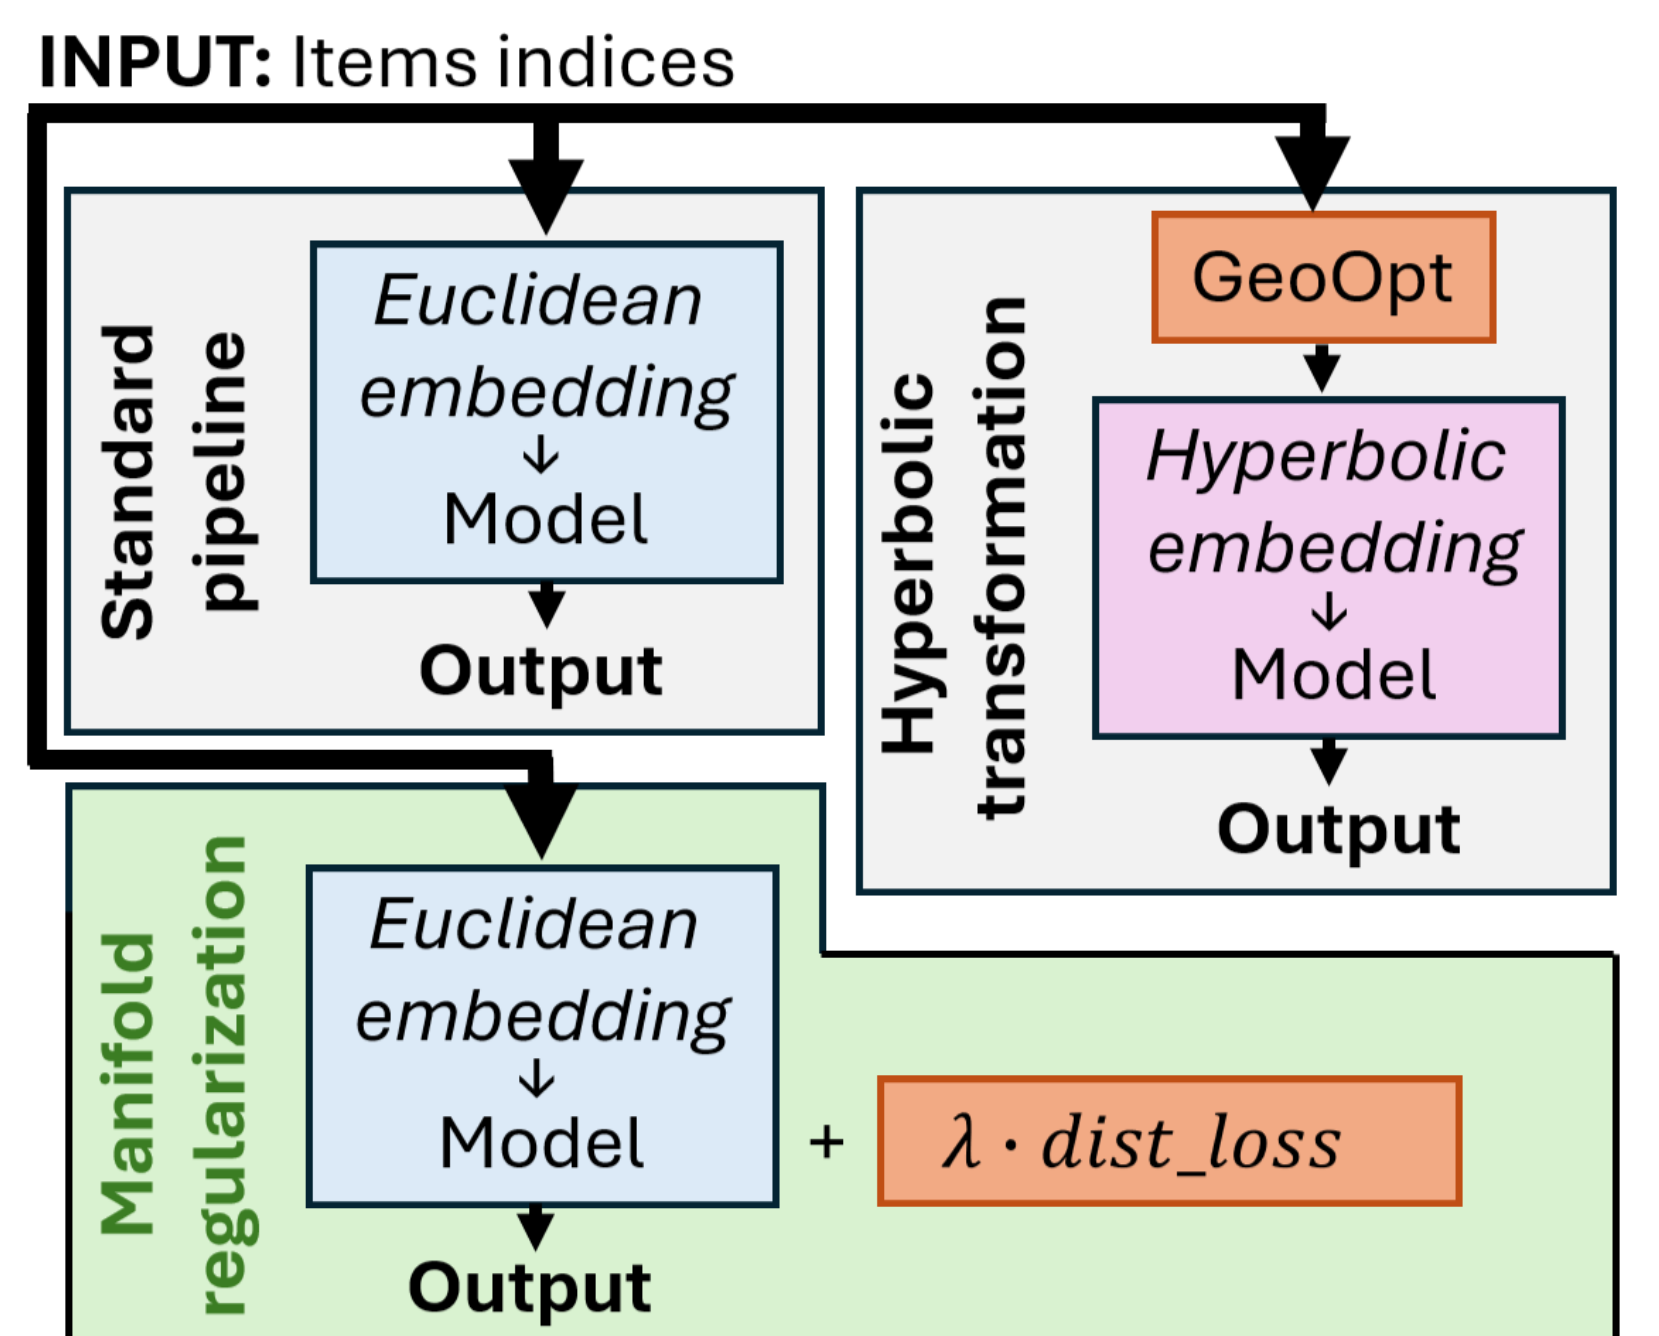 INPUT: Items indices
Standard
pipeline
Euclidean
embedding
↓
Model
Output
Hyperbolic
transformation
GeoOpt
Hyperbolic
embedding
↓
Model
Output
Manifold
regularization
Euclidean
embedding
↓
Model
+
λ · dist_loss
Output